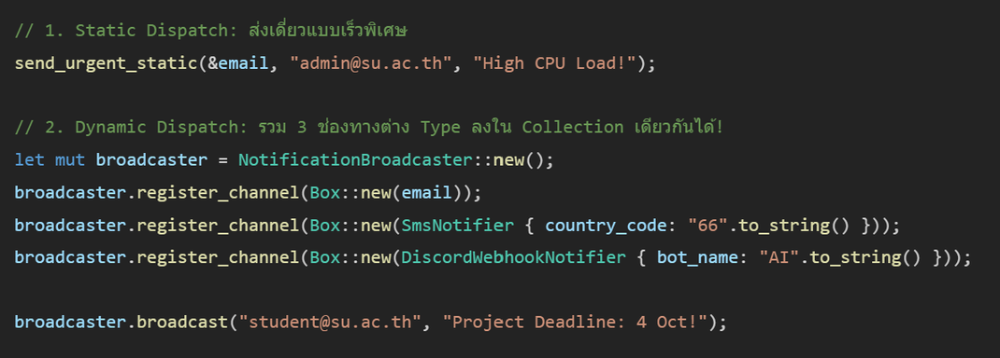 // 1. Static Dispatch: ส่งเดี่ยวแบบเร็วพิเศษ
send_urgent_static(&email, "admin@su.ac.th", "High CPU Load!");
// 2. Dynamic Dispatch: รวม 3 ช่องทางต่าง Type ลงใน Collection เดียวกันได้!
let mut broadcaster = NotificationBroadcaster::new();
broadcaster.register_channel(Box::new(email));
broadcaster.register_channel(Box::new(SmsNotifier { country_code: "66".to_string() }));
broadcaster.register_channel(Box::new(DiscordWebhookNotifier { bot_name: "AI".to_string() }));
broadcaster.broadcast("student@su.ac.th", "Project Deadline: 4 Oct!");